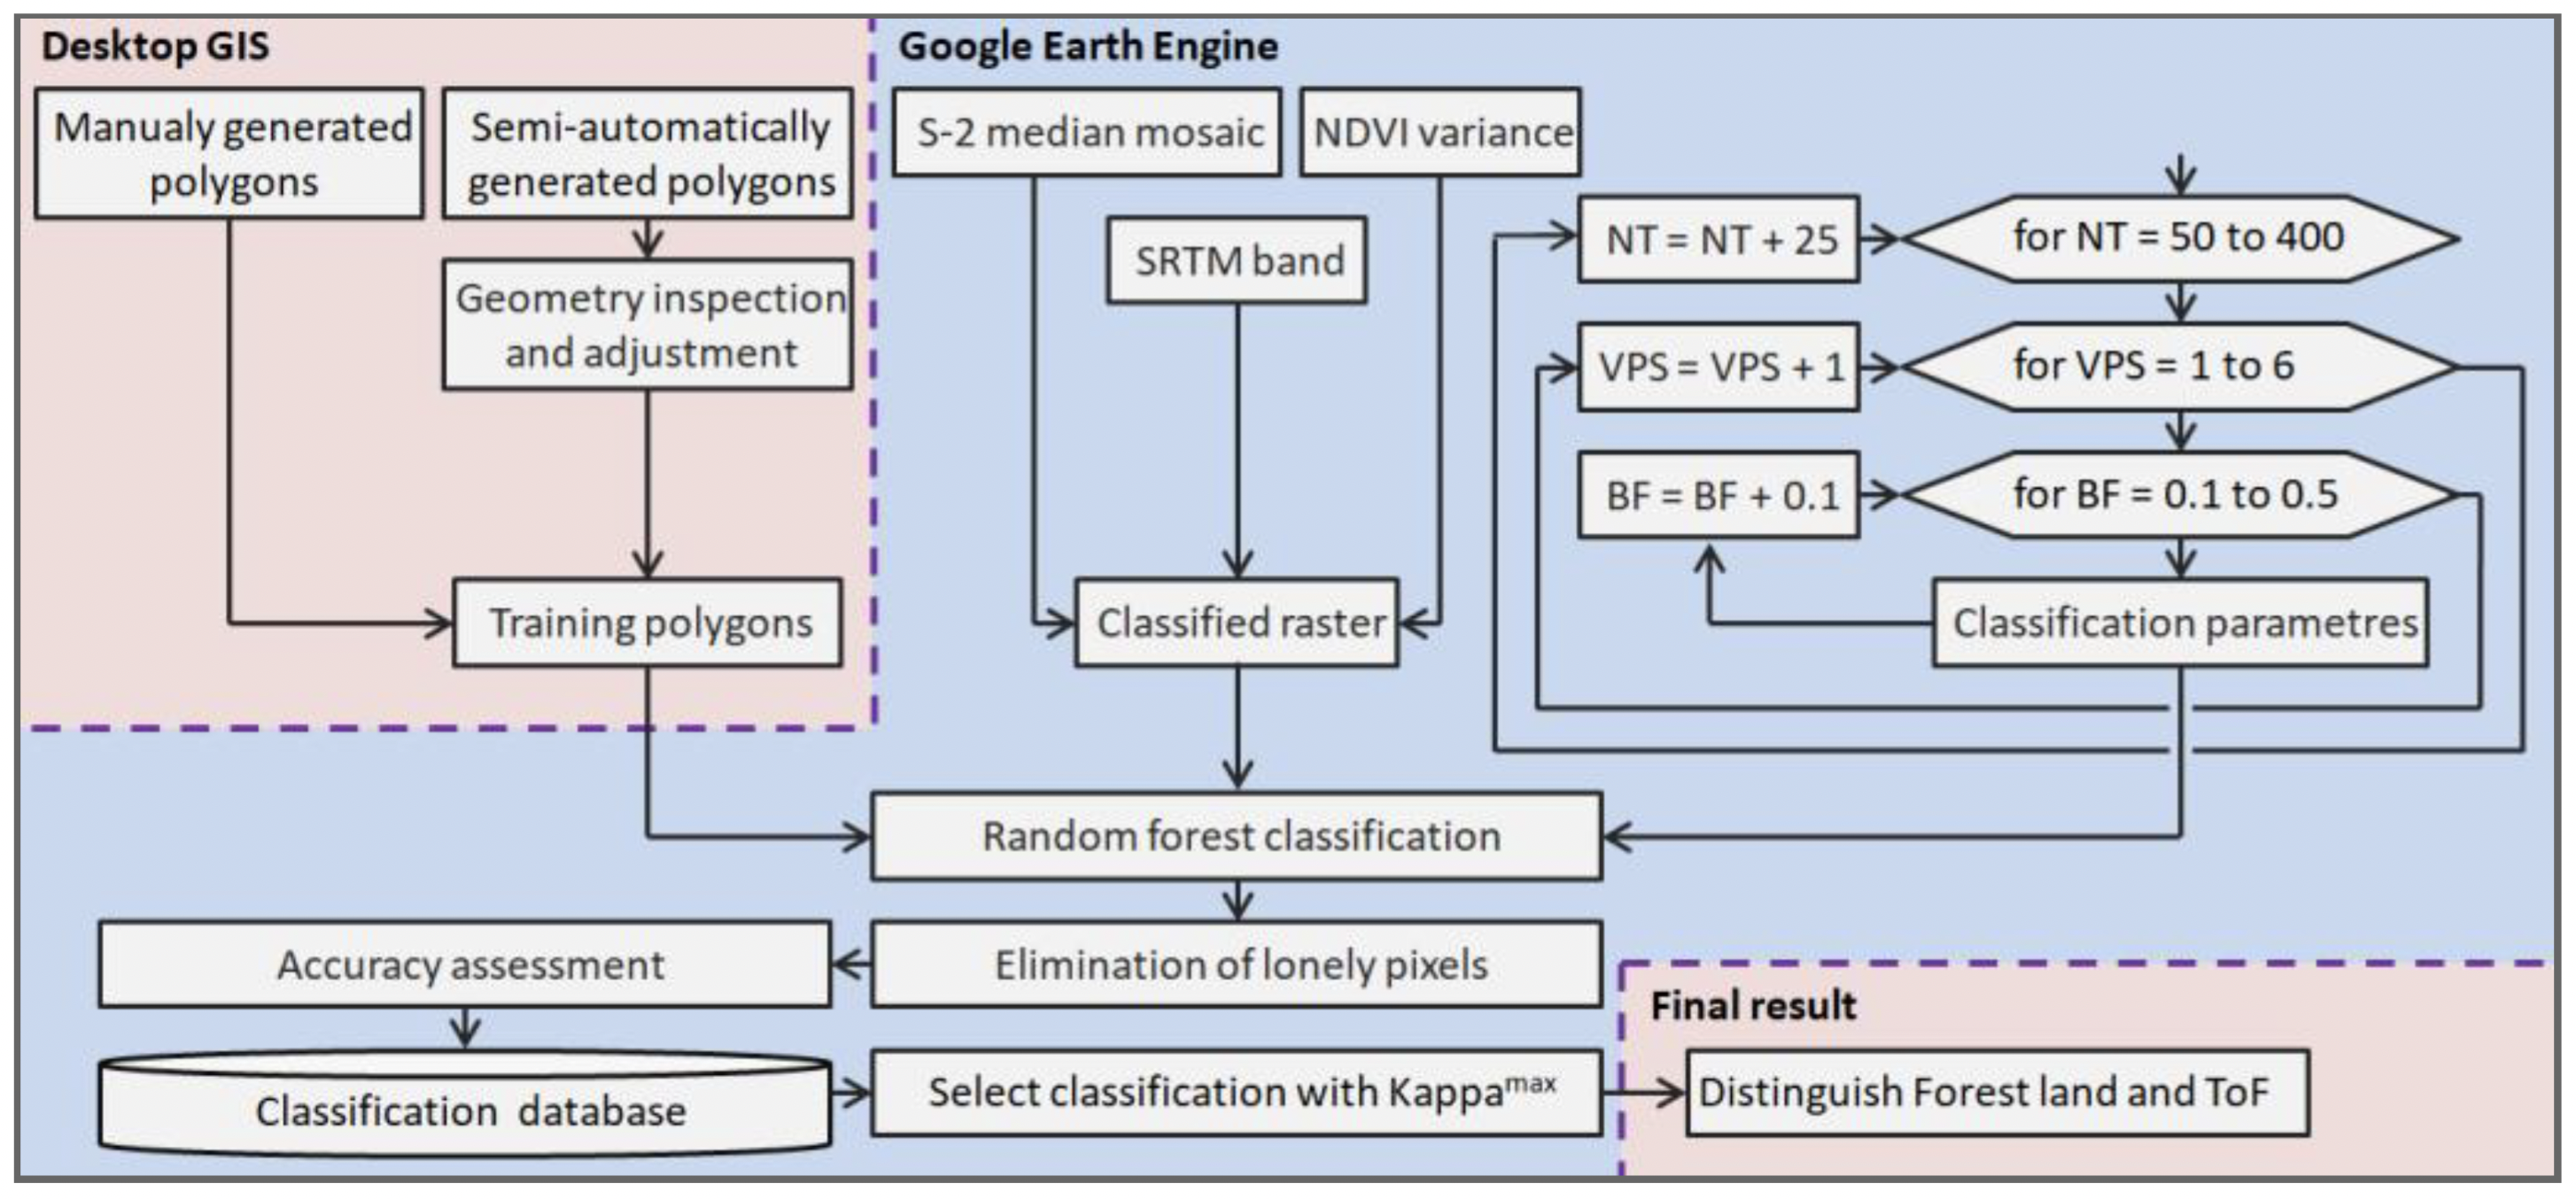 Desktop GIS
Manualy generated
polygons
Semi-automatically
generated polygons
Geometry inspection
and adjustment
Training polygons
Google Earth Engine
S-2 median mosaic
NDVI variance
SRTM band
Classified raster
NT = NT + 25
for NT = 50 to 400
VPS = VPS + 1
for VPS = 1 to 6
BF = BF + 0.1
for BF = 0.1 to 0.5
Classification parametres
Random forest classification
Elimination of lonely pixels
Accuracy assessment
Classification database
Select classification with Kappaᵐᵃˣ
Final result
Distinguish Forest land and ToF